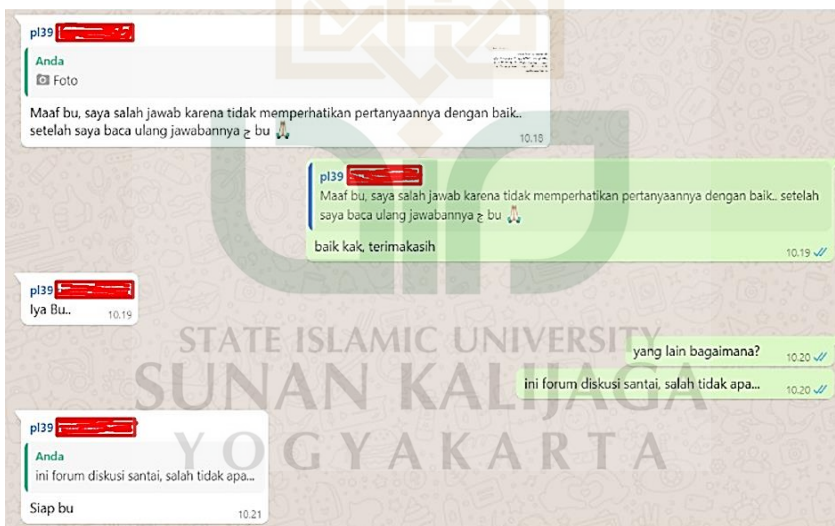 pl39
Anda
Foto
Maaf bu, saya salah jawab karena tidak memperhatikan pertanyaannya dengan baik..
setelah saya baca ulang jawabannya ج bu 🙏🏻
10.18
pl39
Maaf bu, saya salah jawab karena tidak memperhatikan pertanyaannya dengan baik.. setelah
saya baca ulang jawabannya ج bu 🙏🏻
baik kak, terimakasih
10.19
pl39
Iya Bu..
10.19
yang lain bagaimana?
10.20
ini forum diskusi santai, salah tidak apa...
10.20
STATE ISLAMIC UNIVERSITY
SUNAN KALIJAGA
YOGYAKARTA
pl39
Anda
ini forum diskusi santai, salah tidak apa...
Siap bu
10.21